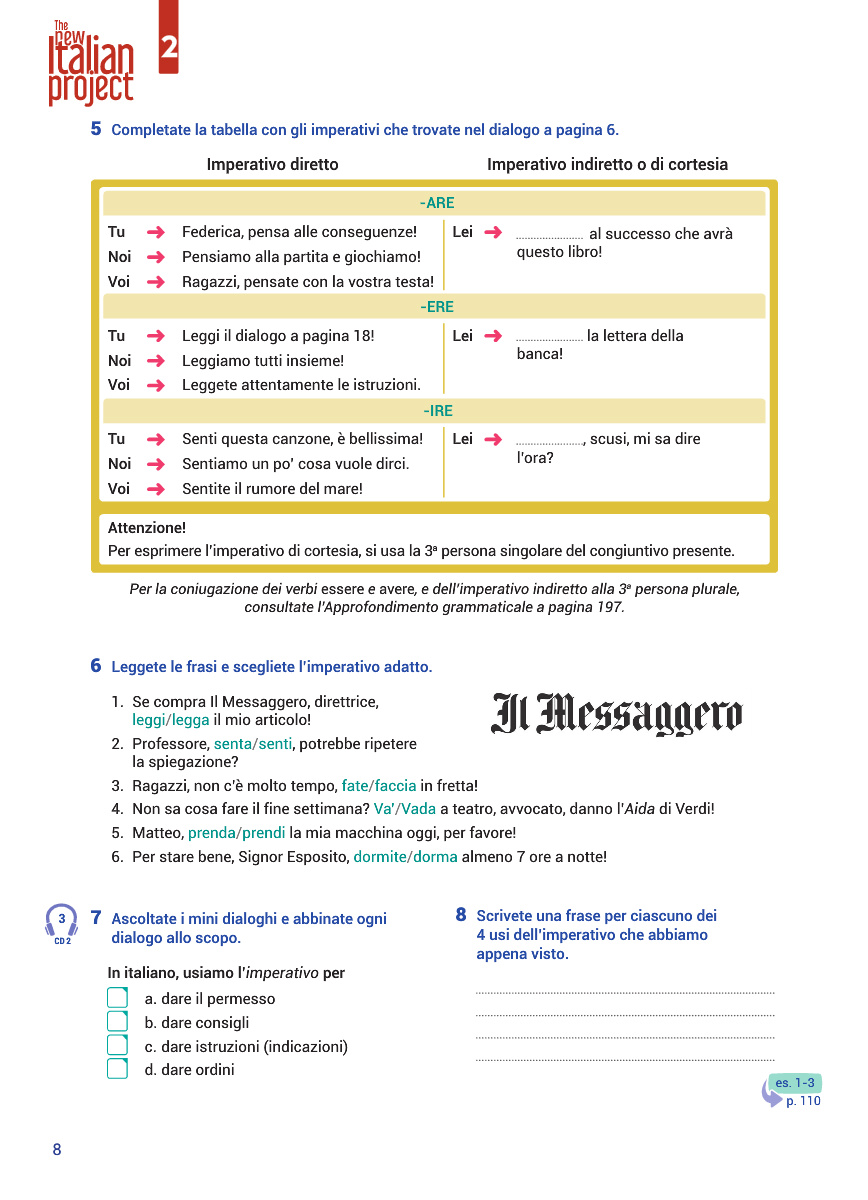 The
new
Italian
project
2
5 Completate la tabella con gli imperativi che trovate nel dialogo a pagina 6.
Imperativo diretto Imperativo indiretto o di cortesia
-ARE
Tu ➜ Federica, pensa alle conseguenze!
Noi ➜ Pensiamo alla partita e giochiamo!
Voi ➜ Ragazzi, pensate con la vostra testa!
Lei ➜ ...................... al successo che avrà
questo libro!
-ERE
Tu ➜ Leggi il dialogo a pagina 18!
Noi ➜ Leggiamo tutti insieme!
Voi ➜ Leggete attentamente le istruzioni.
Lei ➜ ...................... la lettera della
banca!
-IRE
Tu ➜ Senti questa canzone, è bellissima!
Noi ➜ Sentiamo un po' cosa vuole dirci.
Voi ➜ Sentite il rumore del mare!
Lei ➜ ......................, scusi, mi sa dire
l'ora?
Attenzione!
Per esprimere l'imperativo di cortesia, si usa la 3ª persona singolare del congiuntivo presente.
Per la coniugazione dei verbi essere e avere, e dell'imperativo indiretto alla 3ª persona plurale,
consultate l'Approfondimento grammaticale a pagina 197.
6 Leggete le frasi e scegliete l'imperativo adatto.
1. Se compra Il Messaggero, direttrice,
leggi/legga il mio articolo!
Il Messaggero
2. Professore, senta/senti, potrebbe ripetere
la spiegazione?
3. Ragazzi, non c'è molto tempo, fate/faccia in fretta!
4. Non sa cosa fare il fine settimana? Va'/Vada a teatro, avvocato, danno l'Aida di Verdi!
5. Matteo, prenda/prendi la mia macchina oggi, per favore!
6. Per stare bene, Signor Esposito, dormite/dorma almeno 7 ore a notte!
3
CD 2
7 Ascoltate i mini dialoghi e abbinate ogni
dialogo allo scopo.
In italiano, usiamo l'imperativo per
a. dare il permesso
b. dare consigli
c. dare istruzioni (indicazioni)
d. dare ordini
8 Scrivete una frase per ciascuno dei
4 usi dell'imperativo che abbiamo
appena visto.
es. 1-3
p. 110
8